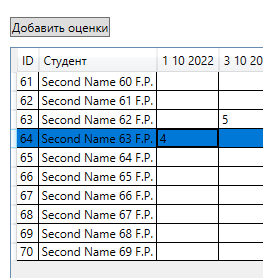 Добавить оценки
ID Студент 1 10 2022 3 10 20
61 Second Name 60 F.P.
62 Second Name 61 F.P.
63 Second Name 62 F.P. 5
64 Second Name 63 F.P. 4
65 Second Name 64 F.P.
66 Second Name 65 F.P.
67 Second Name 66 F.P.
68 Second Name 67 F.P.
69 Second Name 68 F.P.
70 Second Name 69 F.P.